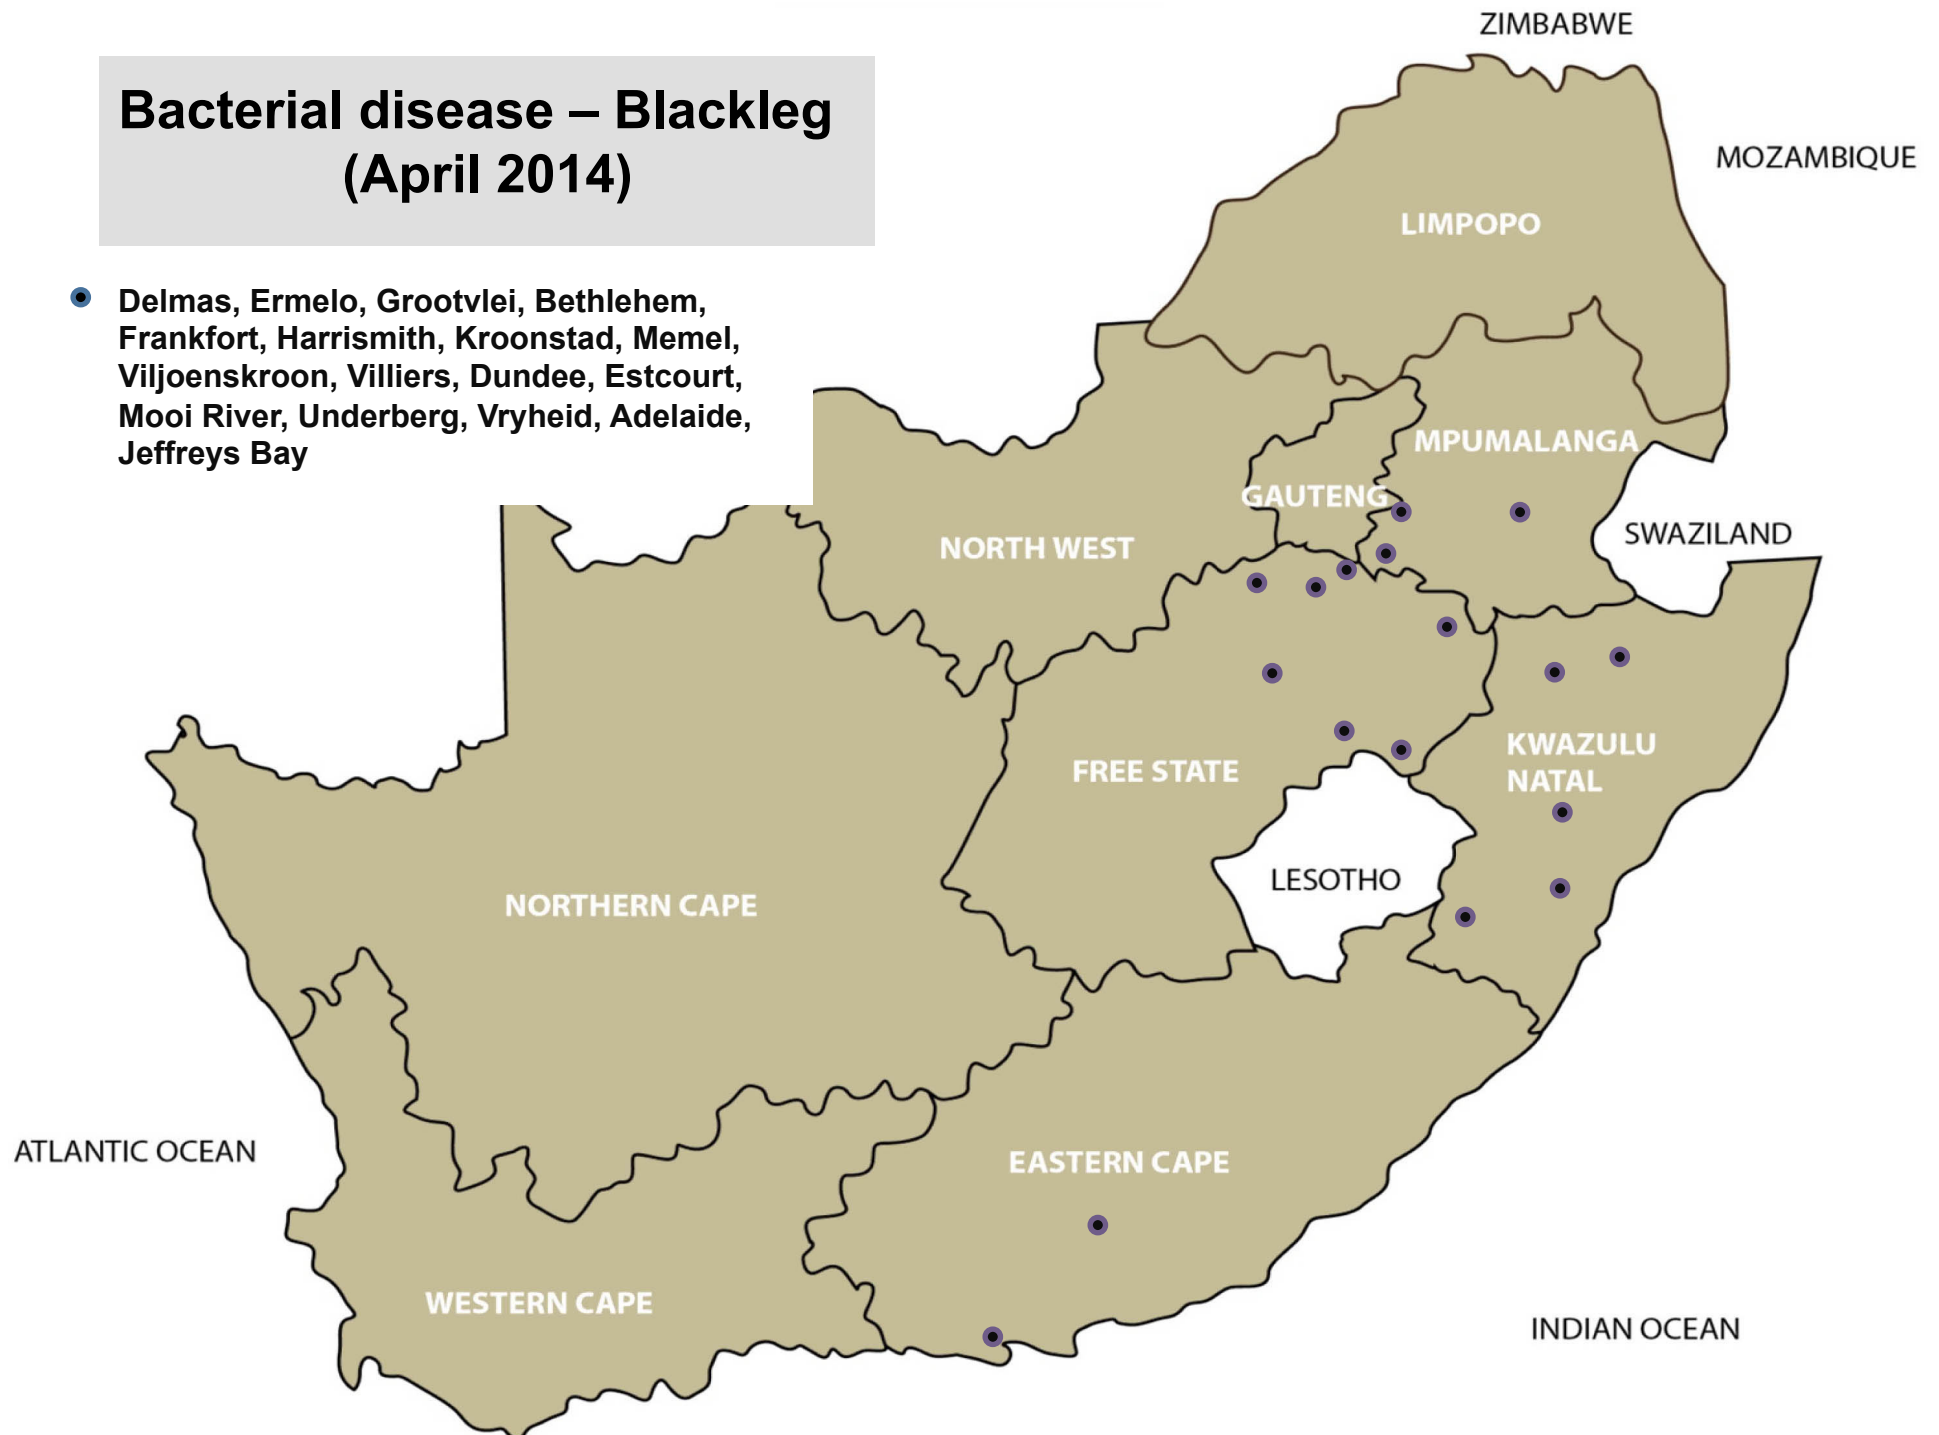 Bacterial disease – Blackleg
(April 2014)
Delmas, Ermelo, Grootvlei, Bethlehem,
Frankfort, Harrismith, Kroonstad, Memel,
Viljoenskroon, Villiers, Dundee, Estcourt,
Mooi River, Underberg, Vryheid, Adelaide,
Jeffreys Bay
ZIMBABWE
MOZAMBIQUE
LIMPOPO
MPUMALANGA
GAUTENG
SWAZILAND
NORTH WEST
KWAZULU
NATAL
FREE STATE
LESOTHO
NORTHERN CAPE
ATLANTIC OCEAN
EASTERN CAPE
WESTERN CAPE
INDIAN OCEAN